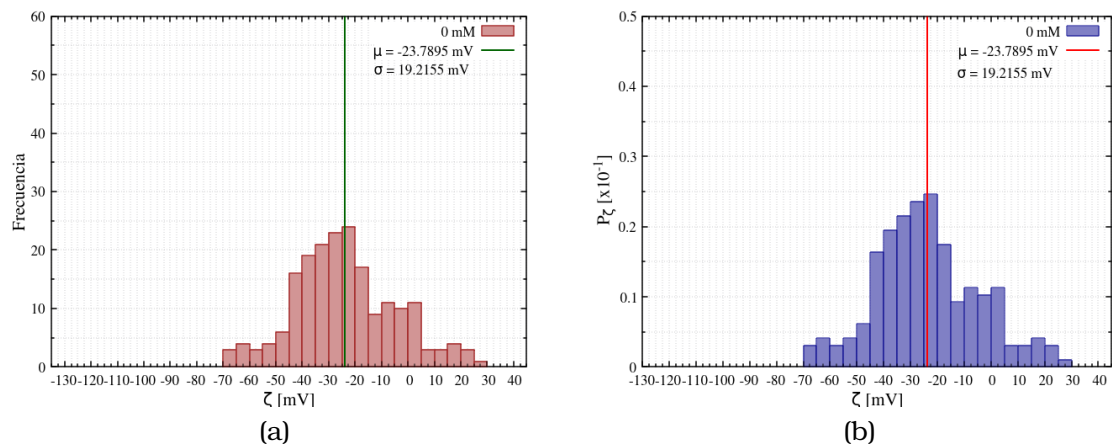 60
50
40
30
20
10
0
Frecuencia
0 mM
μ = -23.7895 mV
σ = 19.2155 mV
-130-120-110-100 -90 -80 -70 -60 -50 -40 -30 -20 -10 0 10 20 30 40
ζ [mV]
(a)
0.5
0.4
0.3
0.2
0.1
0
Pζ [x10⁻¹]
0 mM
μ = -23.7895 mV
σ = 19.2155 mV
-130-120-110-100 -90 -80 -70 -60 -50 -40 -30 -20 -10 0 10 20 30 40
ζ [mV]
(b)